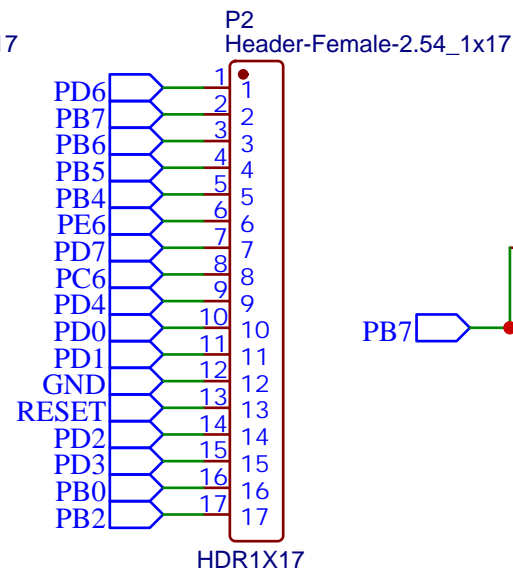 17
P2
Header-Female-2.54_1x17
PD6 1 1
PB7 2 2
PB6 3 3
PB5 4 4
PB4 5 5
PE6 6 6
PD7 7 7
PC6 8 8
PD4 9 9
PD0 10 10
PB7
PD1 11 11
GND 12 12
RESET 13 13
PD2 14 14
PD3 15 15
PB0 16 16
PB2 17 17
HDR1X17